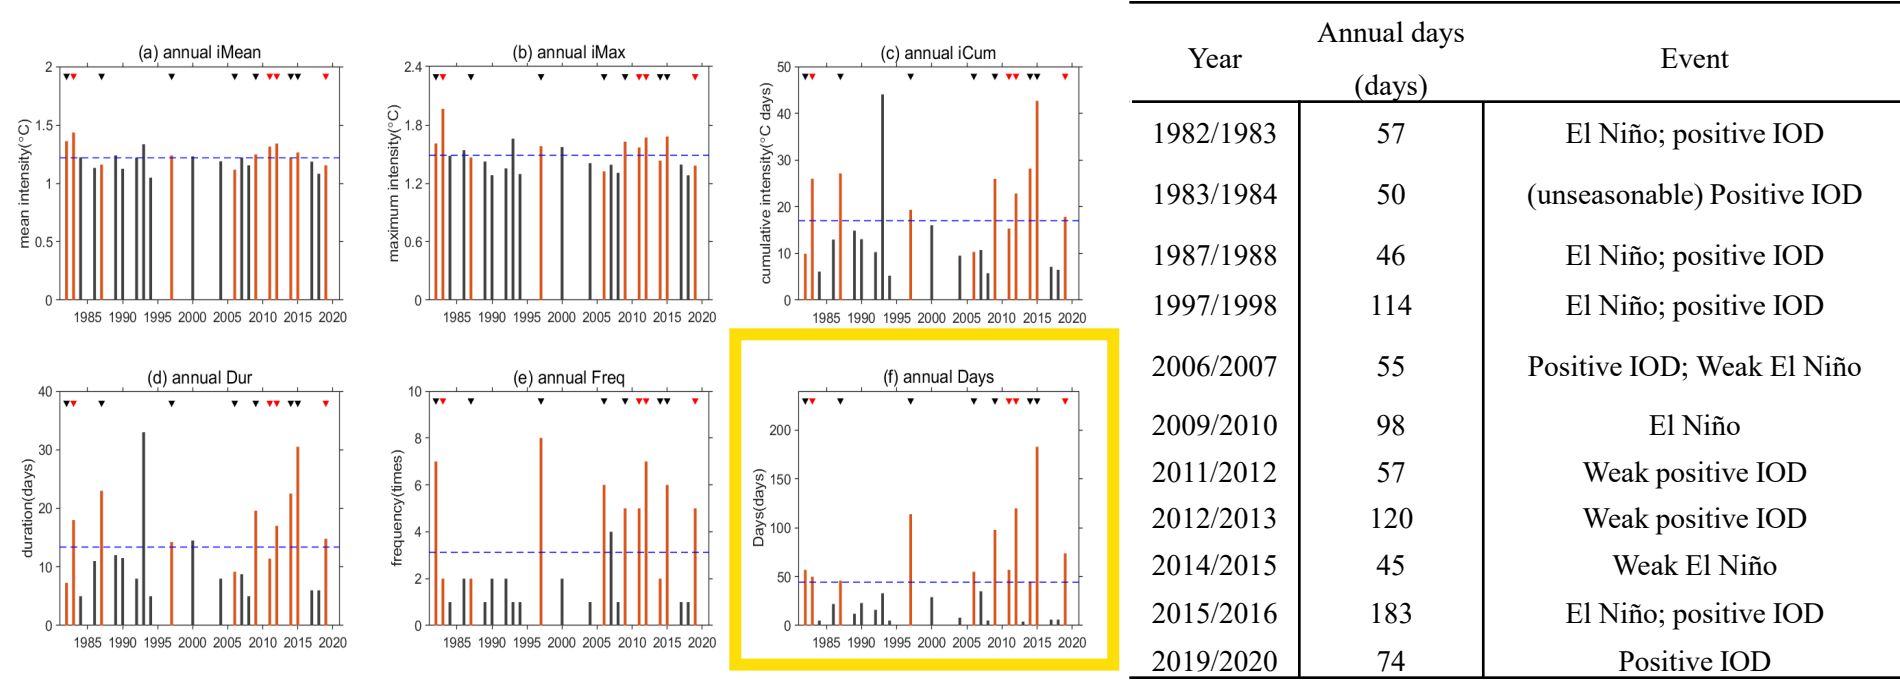 (a) annual iMean
mean intensity(°C)
2
1.5
1
0.5
0
1985 1990 1995 2000 2005 2010 2015 2020
(b) annual iMax
maximum intensity(°C)
2.4
1.8
1.2
0.6
0
1985 1990 1995 2000 2005 2010 2015 2020
(c) annual iCum
cumulative intensity(°C days)
50
40
30
20
10
0
1985 1990 1995 2000 2005 2010 2015 2020
(d) annual Dur
duration(days)
40
30
20
10
0
1985 1990 1995 2000 2005 2010 2015 2020
(e) annual Freq
frequency(times)
10
8
6
4
2
0
1985 1990 1995 2000 2005 2010 2015 2020
(f) annual Days
Days(days)
200
150
100
50
0
1985 1990 1995 2000 2005 2010 2015 2020
Year Annual days (days) Event
1982/1983 57 El Niño; positive IOD
1983/1984 50 (unseasonable) Positive IOD
1987/1988 46 El Niño; positive IOD
1997/1998 114 El Niño; positive IOD
2006/2007 55 Positive IOD; Weak El Niño
2009/2010 98 El Niño
2011/2012 57 Weak positive IOD
2012/2013 120 Weak positive IOD
2014/2015 45 Weak El Niño
2015/2016 183 El Niño; positive IOD
2019/2020 74 Positive IOD